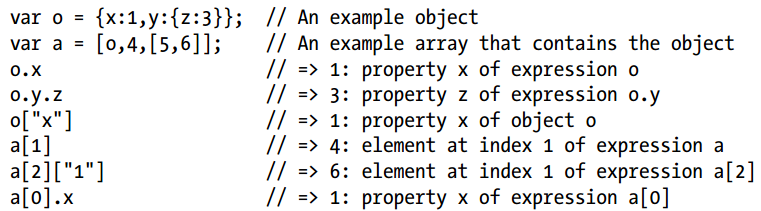 var o = {x:1,y:{z:3}};  // An example object
var a = [o,4,[5,6]];    // An example array that contains the object
o.x                     // => 1: property x of expression o
o.y.z                   // => 3: property z of expression o.y
o["x"]                  // => 1: property x of object o
a[1]                    // => 4: element at index 1 of expression a
a[2]["1"]               // => 6: element at index 1 of expression a[2]
a[0].x                  // => 1: property x of expression a[0]